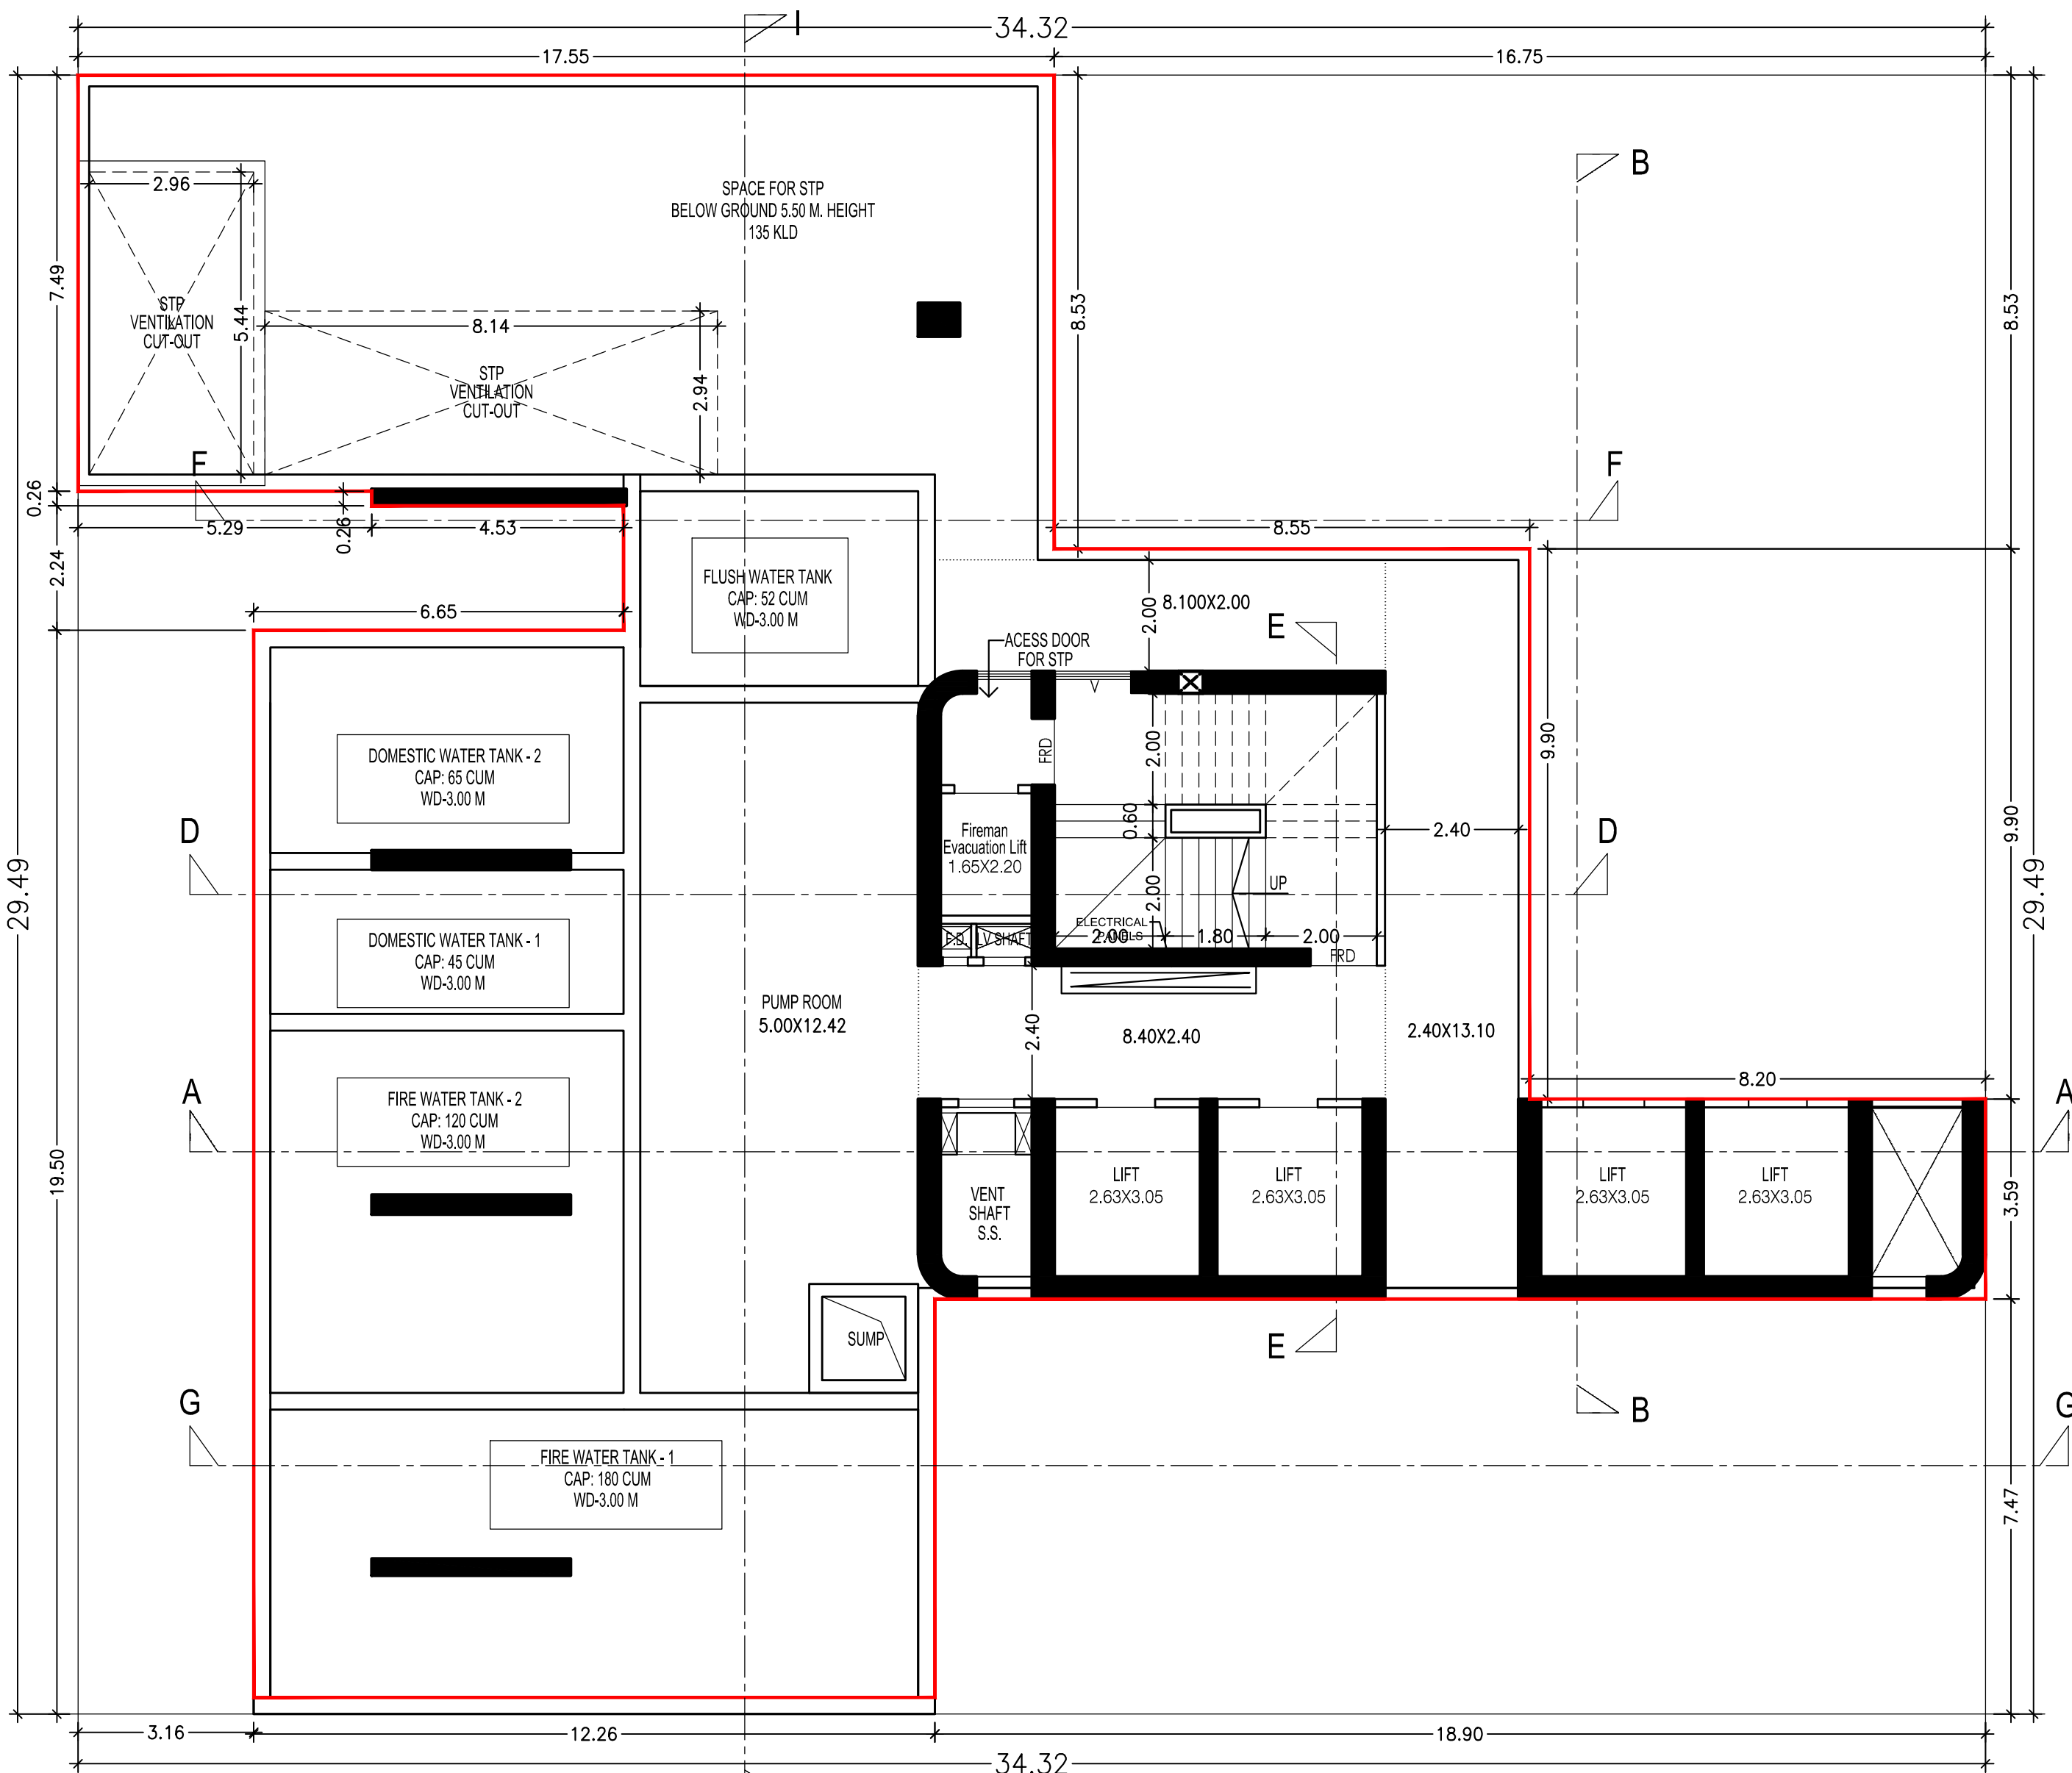 I
34.32
17.55
16.75
B
2.96
SPACE FOR STP
BELOW GROUND 5.50 M. HEIGHT
135 KLD
7.49
5.44
STP
VENTILATION
CUT-OUT
8.14
8.53
8.53
STP
VENTILATION
CUT-OUT
2.94
F
F
0.26
5.29
0.26
4.53
8.55
2.24
FLUSH WATER TANK
CAP: 52 CUM
WD-3.00 M
6.65
2.00
8.100X2.00
E
ACESS DOOR
FOR STP
V
DOMESTIC WATER TANK - 2
CAP: 65 CUM
WD-3.00 M
FRD
2.00
9.90
9.90
D
Fireman
Evacuation Lift
1.65X2.20
0.60
2.40
D
29.49
29.49
2.00
UP
ELECTRICAL
PANELS
DOMESTIC WATER TANK - 1
CAP: 45 CUM
WD-3.00 M
F.D.
LV SHAFT
2.00
1.80
2.00
FRD
PUMP ROOM
5.00X12.42
2.40
8.40X2.40
2.40X13.10
8.20
A
A
FIRE WATER TANK - 2
CAP: 120 CUM
WD-3.00 M
19.50
LIFT
2.63X3.05
LIFT
2.63X3.05
LIFT
2.63X3.05
LIFT
2.63X3.05
3.59
VENT
SHAFT
S.S.
SUMP
E
G
B
G
FIRE WATER TANK - 1
CAP: 180 CUM
WD-3.00 M
7.47
3.16
12.26
18.90
34.32